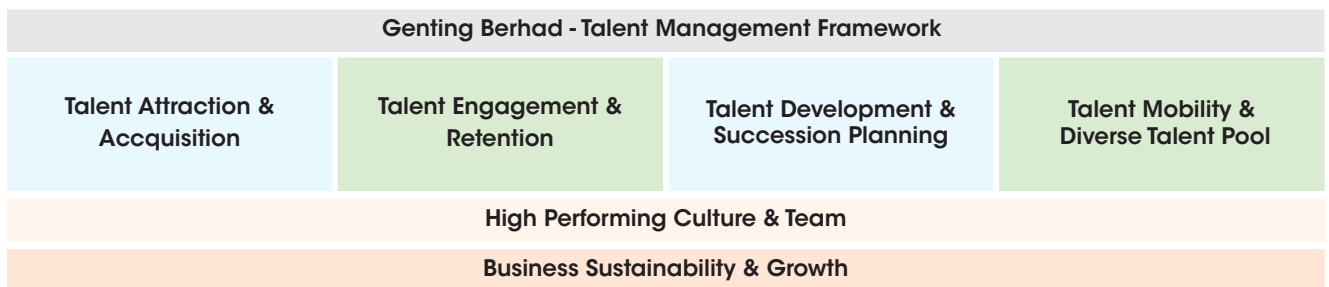 Genting Berhad - Talent Management Framework
Talent Attraction &
Accquisition
Talent Engagement &
Retention
Talent Development &
Succession Planning
Talent Mobility &
Diverse Talent Pool
High Performing Culture & Team
Business Sustainability & Growth